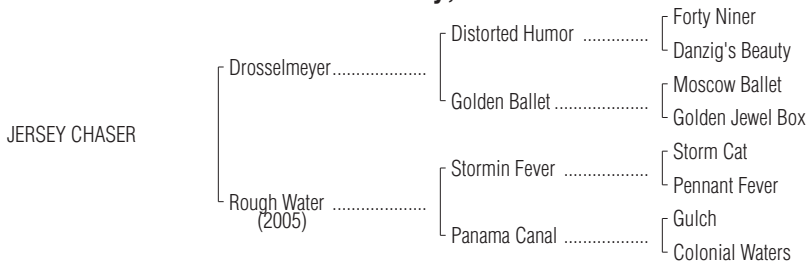 Forty Niner
Distorted Humor ..............
Danzig's Beauty
Drosselmeyer....................
Moscow Ballet
Golden Ballet ....................
Golden Jewel Box
JERSEY CHASER
Storm Cat
Stormin Fever ..................
Pennant Fever
Rough Water ....................
(2005)
Gulch
Panama Canal ..................
Colonial Waters